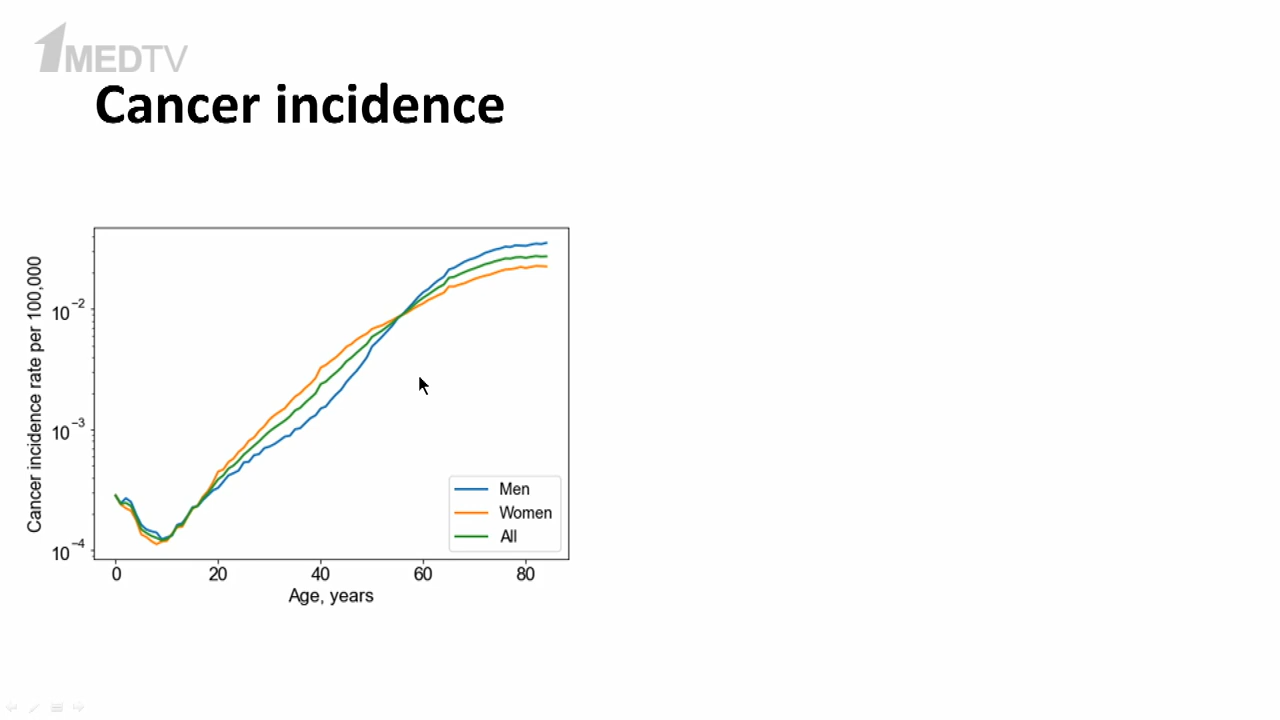 1MEDTV
Cancer incidence
Cancer incidence rate per 100,000
10⁻²
10⁻³
10⁻⁴
0 20 40 60 80
Age, years
Men
Women
All